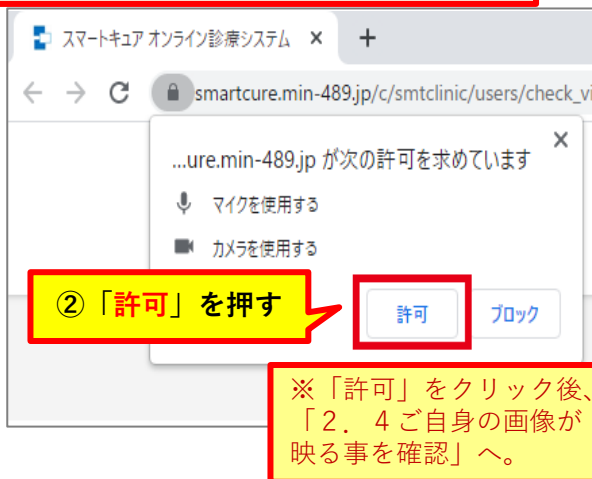 スマートキュア オンライン診療システム
smartcure.min-489.jp/c/smtclinic/users/check_vi
...ure.min-489.jp が次の許可を求めています
マイクを使用する
カメラを使用する
②「許可」を押す
許可 ブロック
※「許可」をクリック後、
「２．４ご自身の画像が
映る事を確認」へ。